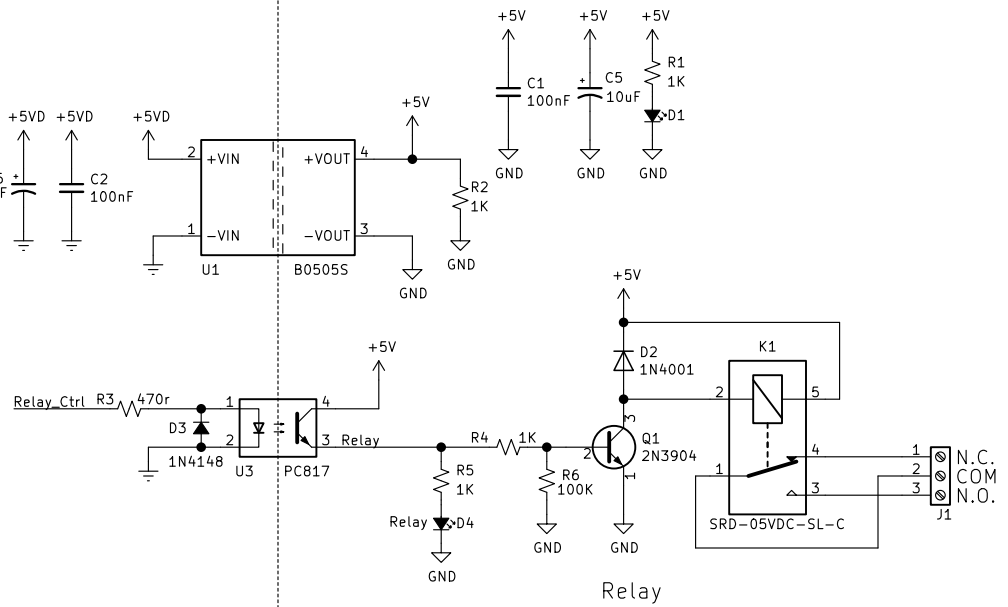 +5V
+5V
+5V
C1
100nF
C5
10uF
R1
1K
D1
GND
GND
GND
+5VD
+5VD
+5VD
+5V
C2
100nF
2
+VIN
+VOUT
4
R2
1K
1
-VIN
-VOUT
3
U1
B0505S
GND
GND
+5V
D2
1N4001
K1
2
5
+5V
Relay_Ctrl
R3
470r
1
4
D3
2
3
Relay
1N4148
U3
PC817
R4
1K
2
3
Q1
2N3904
1
R5
1K
R6
100K
Relay
D4
GND
GND
GND
1
4
3
1
N.C.
2
COM
3
N.O.
J1
SRD-05VDC-SL-C
Relay